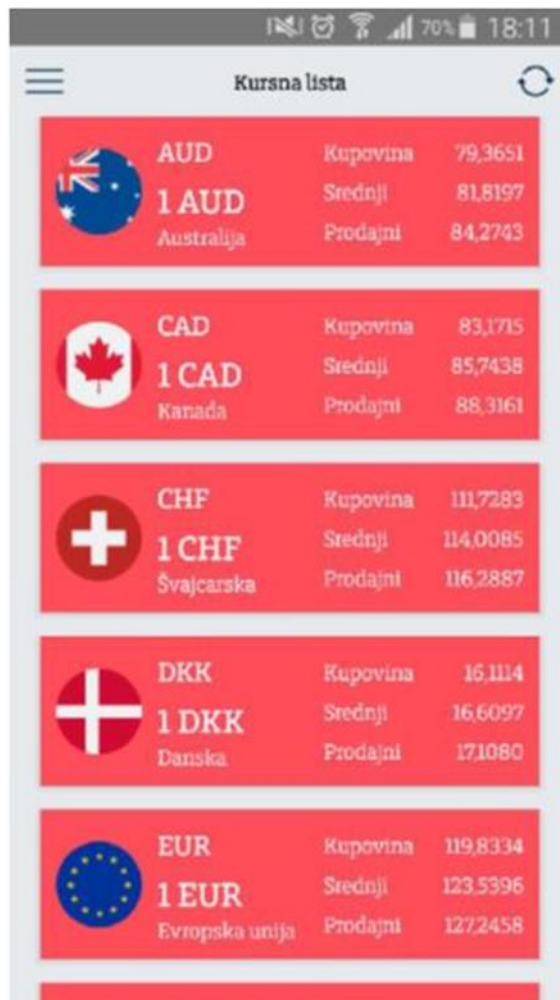 70% 18:11
Kursna lista
AUD Kupovina 79,3651
1 AUD Srednji 81,8197
Australija Prodajni 84,2743
CAD Kupovina 83,1715
1 CAD Srednji 85,7438
Kanada Prodajni 88,3161
CHF Kupovina 111,7283
1 CHF Srednji 114,0085
Švajcarska Prodajni 116,2887
DKK Kupovina 16,1114
1 DKK Srednji 16,6097
Danska Prodajni 17,1080
EUR Kupovina 119,8334
1 EUR Srednji 123,5396
Evropska unija Prodajni 127,2458